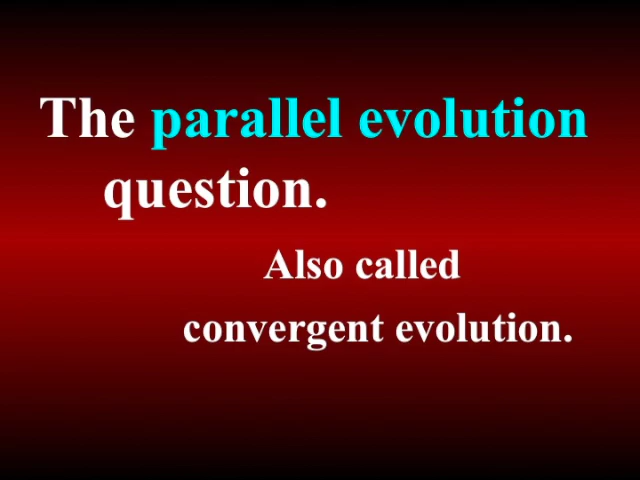 The parallel evolution
question.
Also called
convergent evolution.